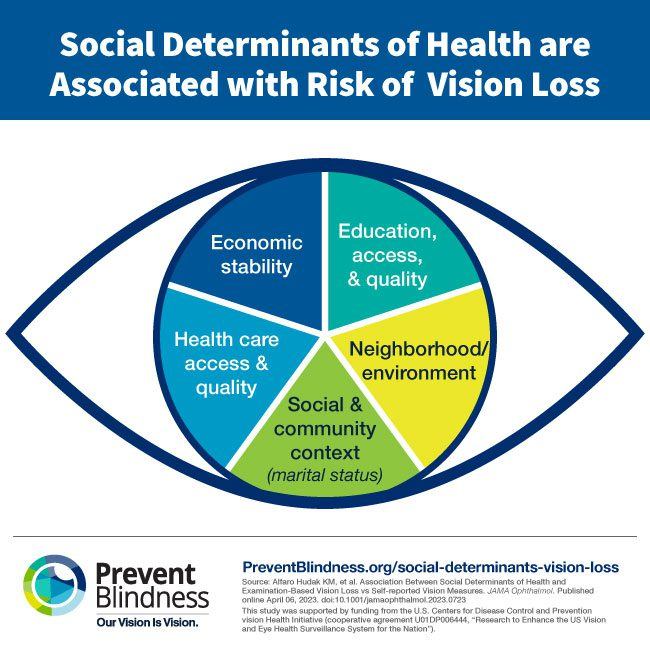 Social Determinants of Health are
Associated with Risk of Vision Loss
Economic
stability
Education,
access,
& quality
Health care
access &
quality
Neighborhood/
environment
Social &
community
context
(marital status)
Prevent
Blindness
Our Vision Is Vision.
PreventBlindness.org/social-determinants-vision-loss
Source: Alfaro Hudak KM, et al. Association Between Social Determinants of Health and
Examination-Based Vision Loss vs Self-reported Vision Measures. JAMA Ophthalmol. Published
online April 06, 2023. doi:10.1001/jamaophthalmol.2023.0723
This study was supported by funding from the U.S. Centers for Disease Control and Prevention
vision Health Initiative (cooperative agreement U01DP006444, “Research to Enhance the US Vision
and Eye Health Surveillance System for the Nation”).